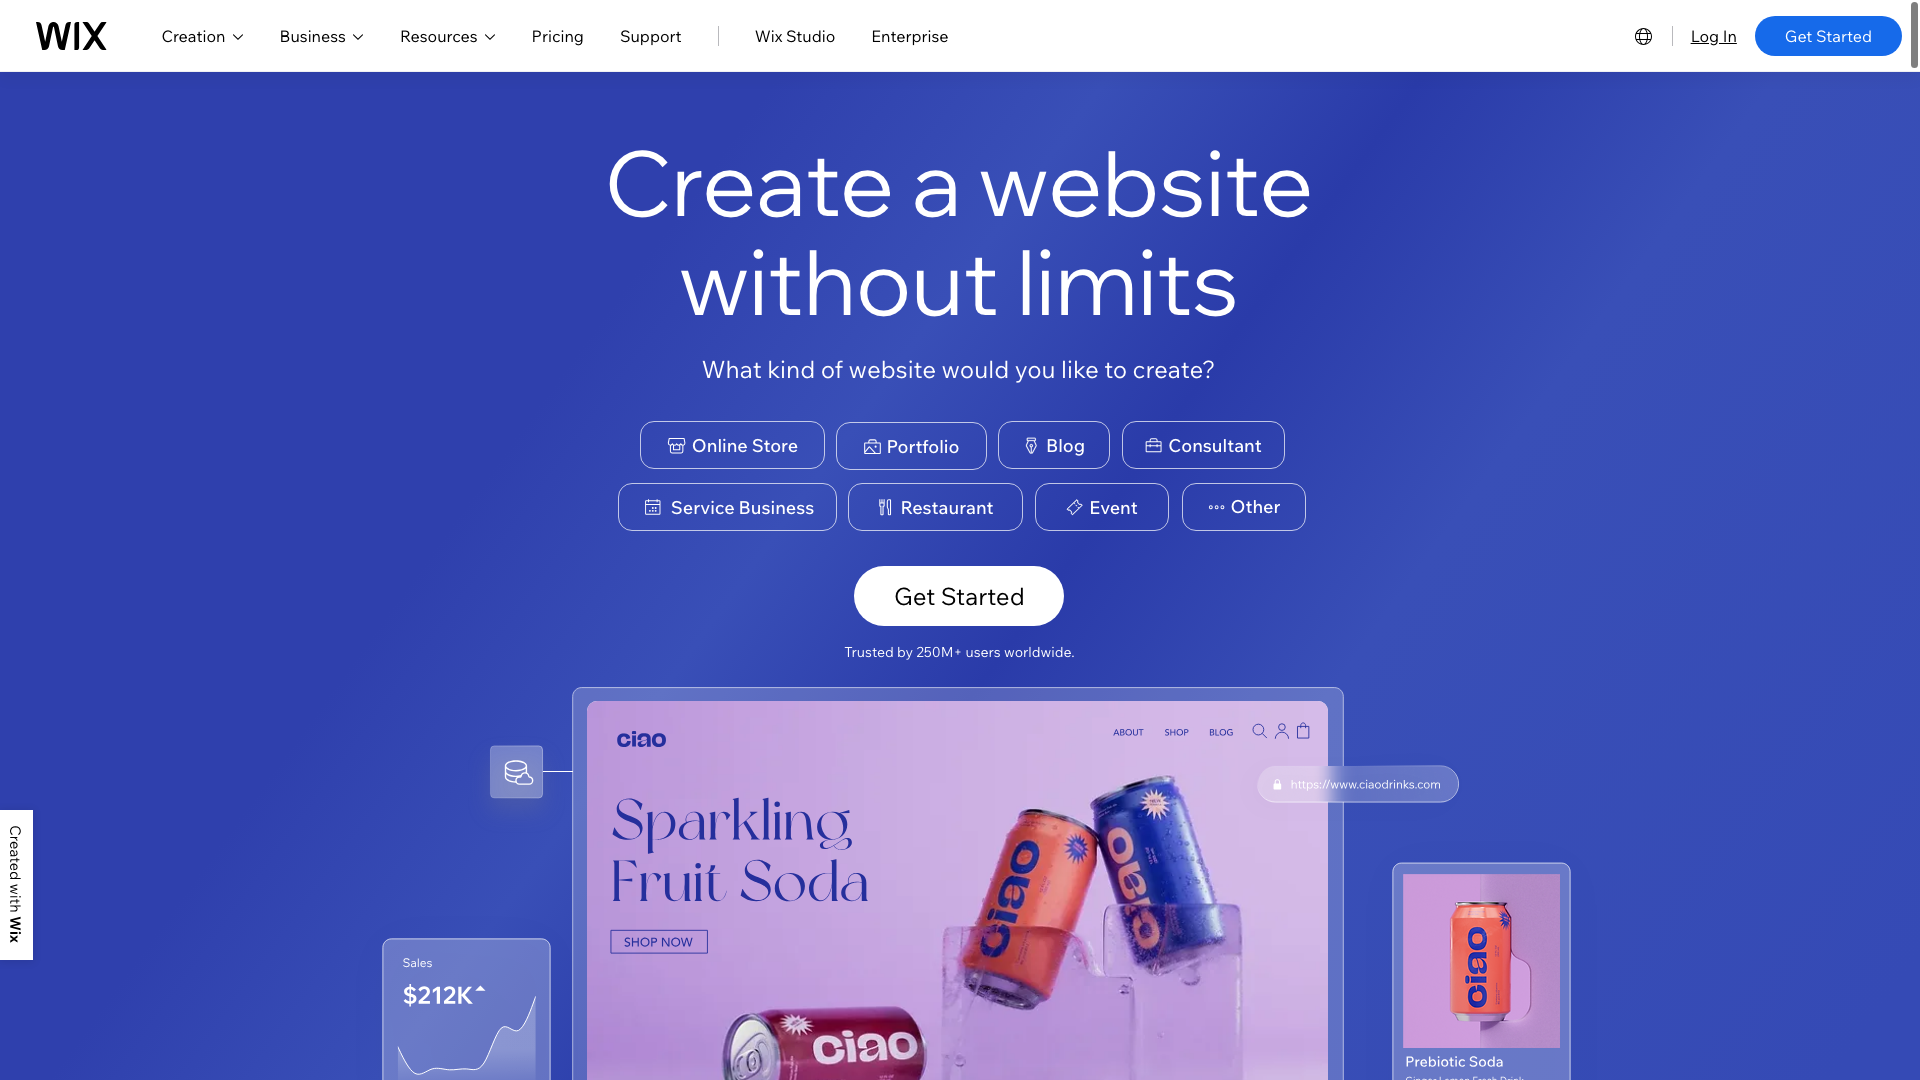 WIX
Creation
Business
Resources
Pricing
Support
Wix Studio
Enterprise
Log In
Get Started
Create a website
without limits
What kind of website would you like to create?
Online Store
Portfolio
Blog
Consultant
Service Business
Restaurant
Event
Other
Get Started
Trusted by 250M+ users worldwide.
ciao
ABOUT
SHOP
BLOG
https://www.ciaodrinks.com
Sparkling
Fruit Soda
SHOP NOW
ciao
ciao
ciao
Created with Wix
Sales
$212K
ciao
Prebiotic Soda